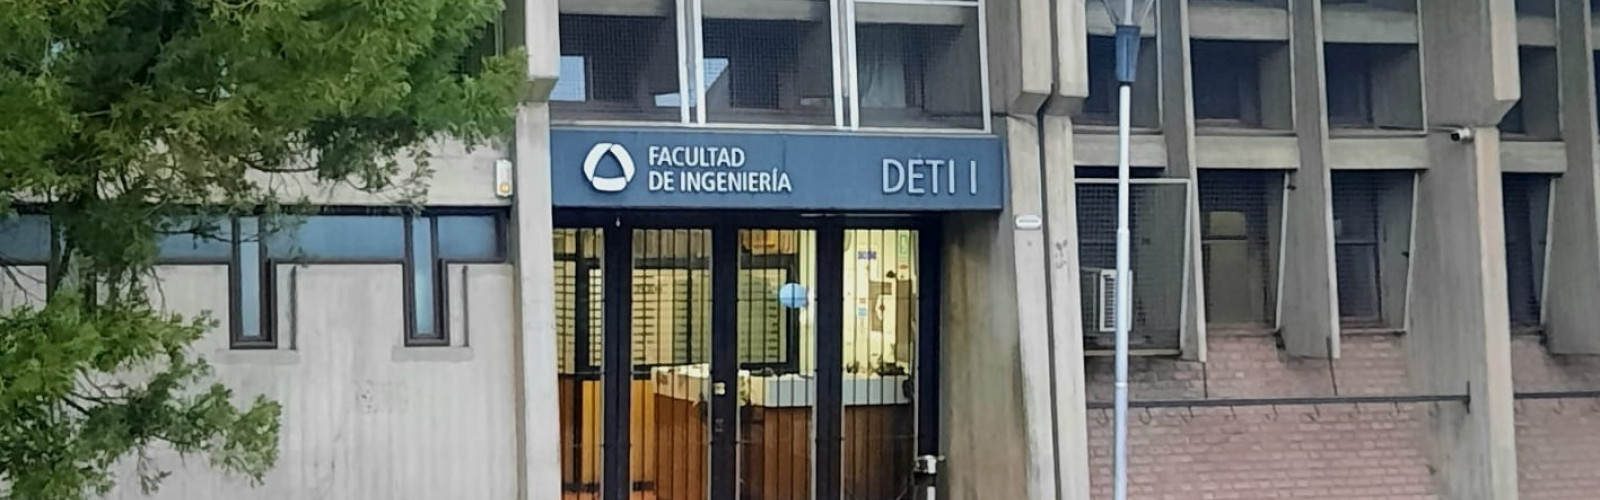 FACULTAD
DE INGENIERÍA
DETI I